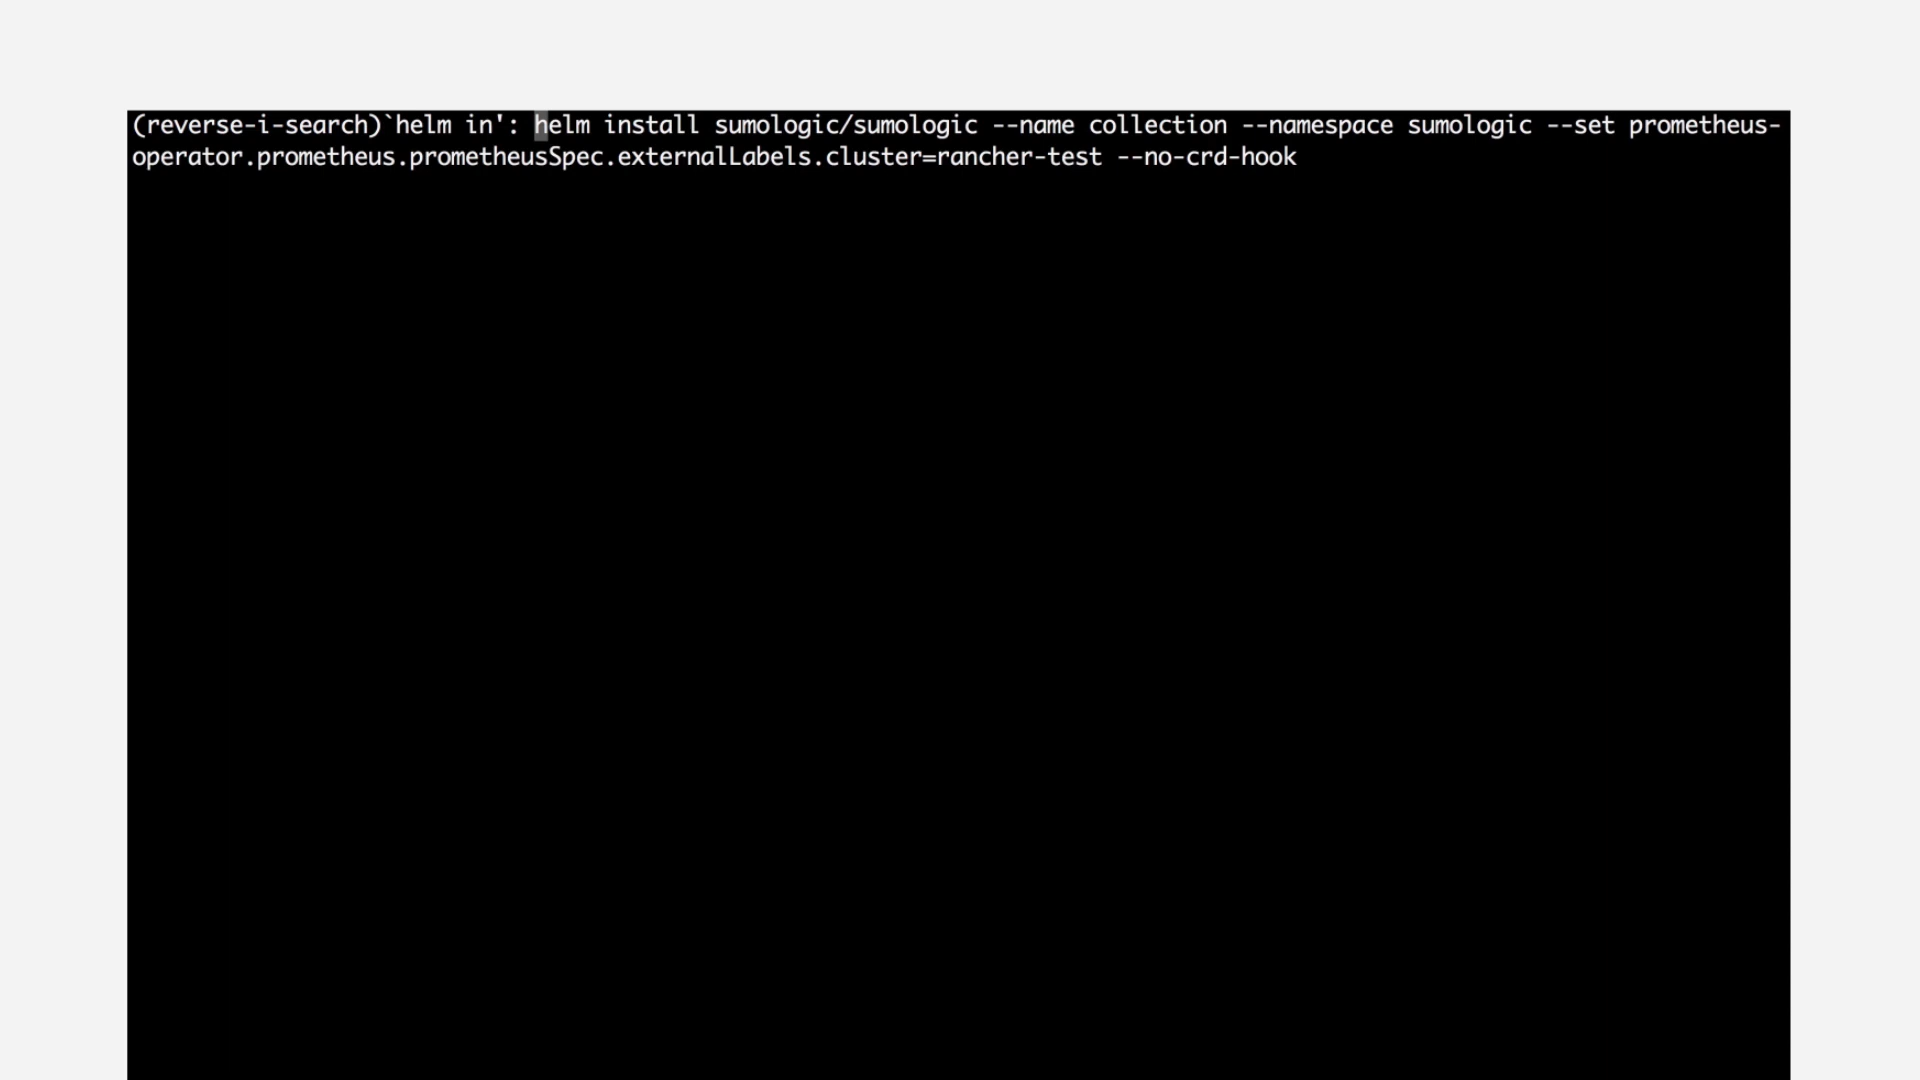 (reverse-i-search)`helm in': helm install sumologic/sumologic --name collection --namespace sumologic --set prometheus-
operator.prometheus.prometheusSpec.externalLabels.cluster=rancher-test --no-crd-hook